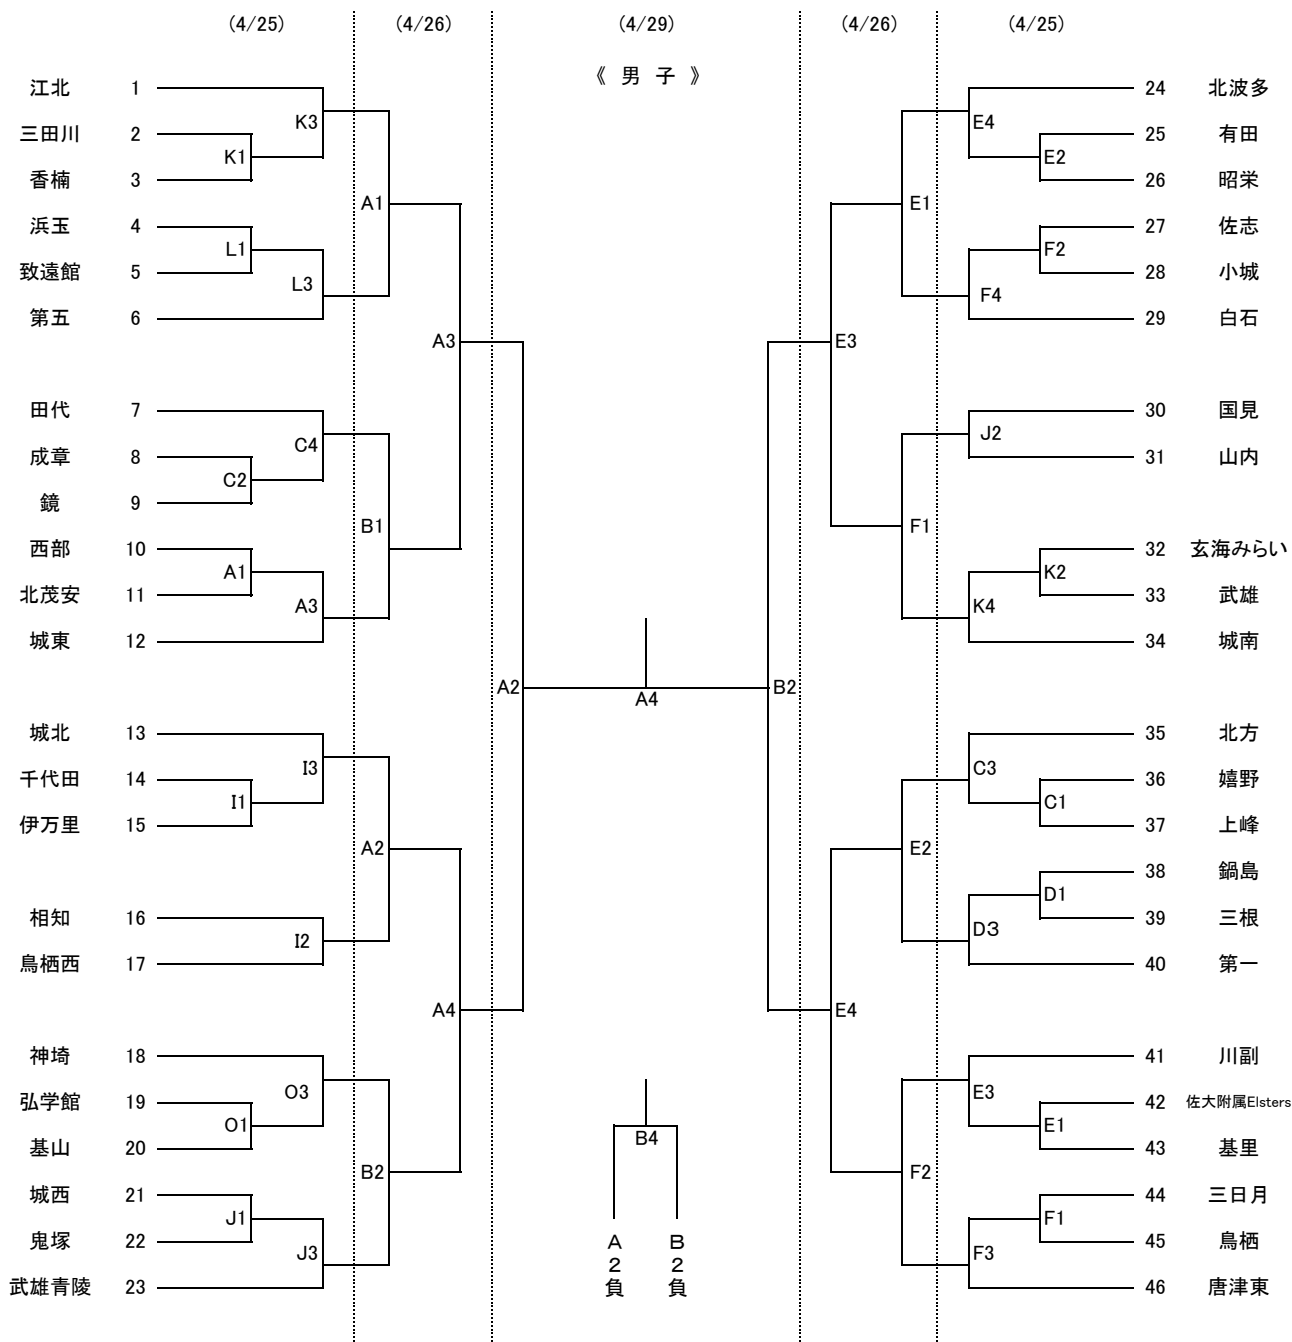 (4/25) (4/26) (4/29) (4/26) (4/25)
《 男 子 》
江北 1 24 北波多
K3 E4
三田川 2 25 有田
K1 E2
香楠 3 26 昭栄
A1 E1
浜玉 4 27 佐志
L1 F2
致遠館 5 28 小城
L3 F4
第五 6 29 白石
A3 E3
田代 7 30 国見
C4 J2
成章 8 31 山内
C2
鏡 9
B1 F1
西部 10 32 玄海みらい
A1 K2
北茂安 11 33 武雄
A3 K4
城東 12 34 城南
A2 A4 B2
城北 13 35 北方
I3 C3
千代田 14 36 嬉野
I1 C1
伊万里 15 37 上峰
A2 E2
38 鍋島
D1
相知 16 39 三根
I2 D3
鳥栖西 17 40 第一
A4 E4
神埼 18 41 川副
O3 E3
弘学館 19 42 佐大附属Elsters
O1 B4 E1
基山 20 43 基里
B2 F2
城西 21 44 三日月
J1 F1
鬼塚 22 45 鳥栖
J3 F3
武雄青陵 23 46 唐津東
A2負 B2負